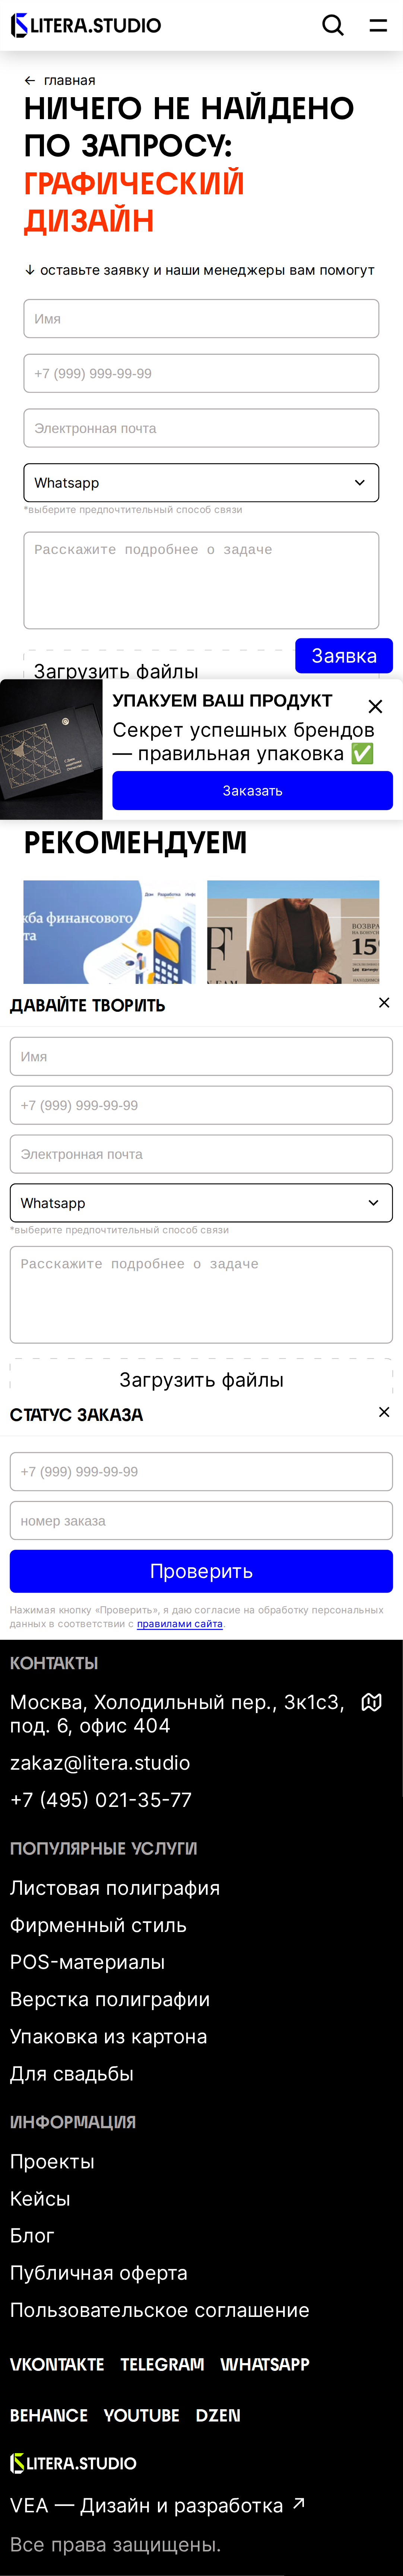 LITERA.STUDIO
← главная
НИЧЕГО НЕ НАЙДЕНО
ПО ЗАПРОСУ:
ГРАФИЧЕСКИЙ
ДИЗАЙН
↓ оставьте заявку и наши менеджеры вам помогут
Имя
+7 (999) 999-99-99
Электронная почта
Whatsapp
*выберите предпочтительный способ связи
Расскажите подробнее о задаче
Заявка
Загрузить файлы
УПАКУЕМ ВАШ ПРОДУКТ
Секрет успешных брендов
— правильная упаковка ✅
Заказать
РЕКОМЕНДУЕМ
финансового
ВОЗВРА
15
ДАВАЙТЕ ТВОРИТЬ
Имя
+7 (999) 999-99-99
Электронная почта
Whatsapp
*выберите предпочтительный способ связи
Расскажите подробнее о задаче
Загрузить файлы
СТАТУС ЗАКАЗА
+7 (999) 999-99-99
номер заказа
Проверить
Нажимая кнопку «Проверить», я даю согласие на обработку персональных
данных в соответствии с правилами сайта.
КОНТАКТЫ
Москва, Холодильный пер., 3к1с3,
под. 6, офис 404
zakaz@litera.studio
+7 (495) 021-35-77
ПОПУЛЯРНЫЕ УСЛУГИ
Листовая полиграфия
Фирменный стиль
POS-материалы
Верстка полиграфии
Упаковка из картона
Для свадьбы
ИНФОРМАЦИЯ
Проекты
Кейсы
Блог
Публичная оферта
Пользовательское соглашение
VKONTAKTE TELEGRAM WHATSAPP
BEHANCE YOUTUBE DZEN
LITERA.STUDIO
VEA — Дизайн и разработка ↗
Все права защищены.